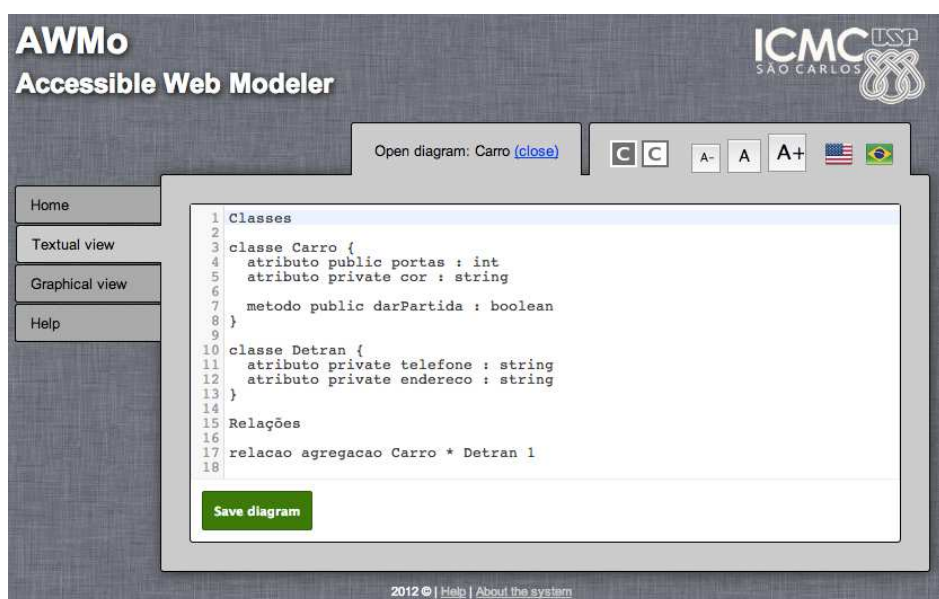 AWMo
Accessible Web Modeler
ICMC USP
SÃO CARLOS
Open diagram: Carro (close)
C C A- A A+
Home
Textual view
Graphical view
Help
1 Classes
2
3 classe Carro {
4 atributo public portas : int
5 atributo private cor : string
6
7 metodo public darPartida : boolean
8 }
9
10 classe Detran {
11 atributo private telefone : string
12 atributo private endereco : string
13 }
14
15 Relações
16
17 relacao agregacao Carro * Detran 1
18
Save diagram
2012 © | Help | About the system